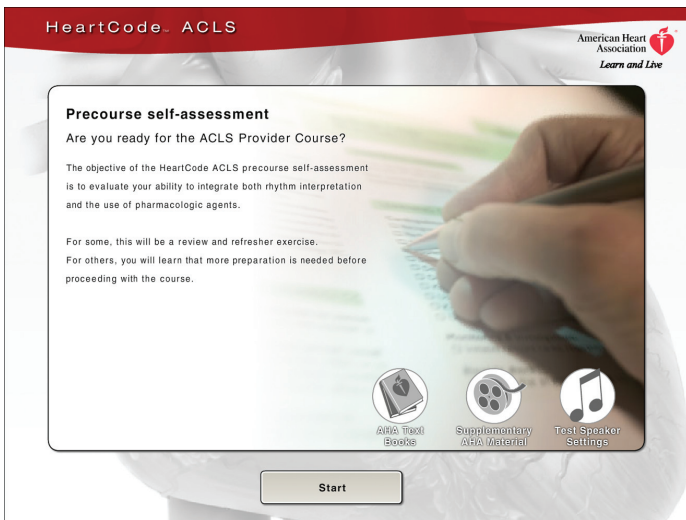 HeartCode™ ACLS
American Heart
Association
Learn and Live
Precourse self-assessment
Are you ready for the ACLS Provider Course?
The objective of the HeartCode ACLS precourse self-assessment
is to evaluate your ability to integrate both rhythm interpretation
and the use of pharmacologic agents.
For some, this will be a review and refresher exercise.
For others, you will learn that more preparation is needed before
proceeding with the course.
AHA Text
Books
Supplementary
AHA Material
Test Speaker
Settings
Start